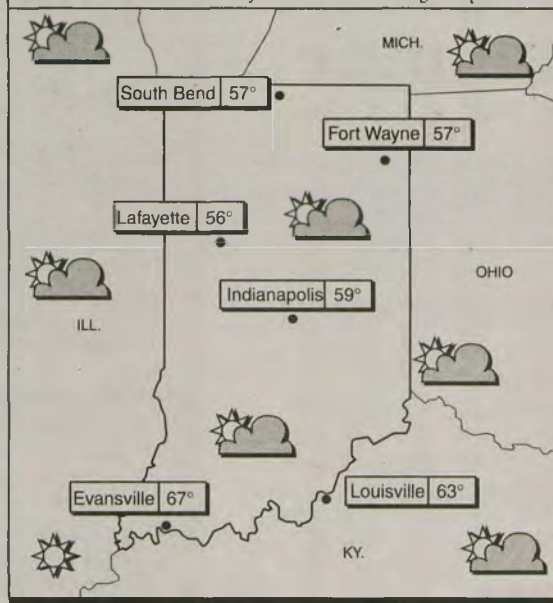 MICH.
South Bend 57°
Fort Wayne 57°
Lafayette 56°
OHIO
Indianapolis 59°
ILL.
Evansville 67°
Louisville 63°
KY.